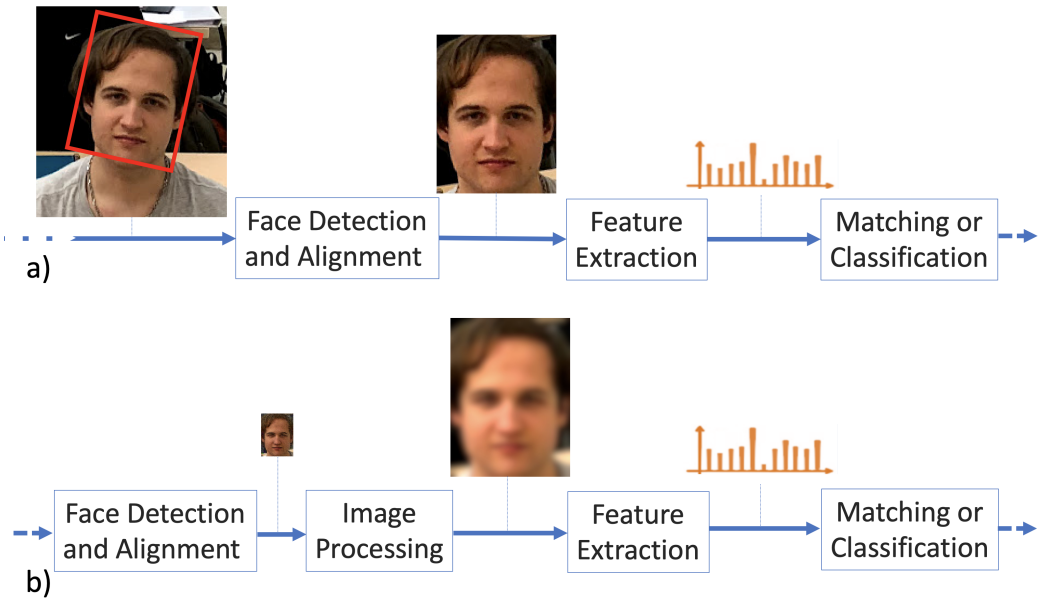 Face Detection
and Alignment
Feature
Extraction
Matching or
Classification
a)
Face Detection
and Alignment
Image
Processing
Feature
Extraction
Matching or
Classification
b)